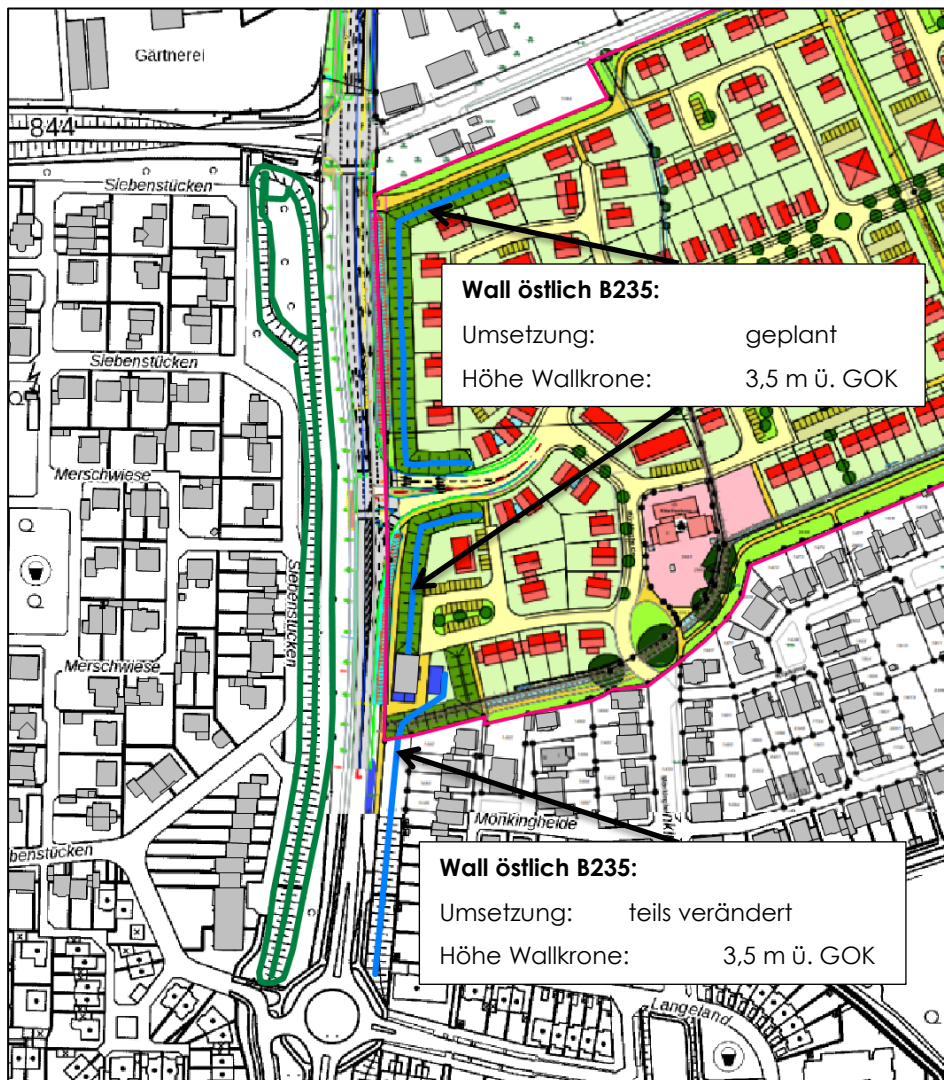 Gärtnerei
844
Siebenstücken
Wall östlich B235:
Umsetzung: geplant
Höhe Wallkrone: 3,5 m ü. GOK
Siebenstücken
Merschwiese
Siebenstücken
Merschwiese
Mönkingheide
benstücken
Wall östlich B235:
Umsetzung: teils verändert
Höhe Wallkrone: 3,5 m ü. GOK
Langeland